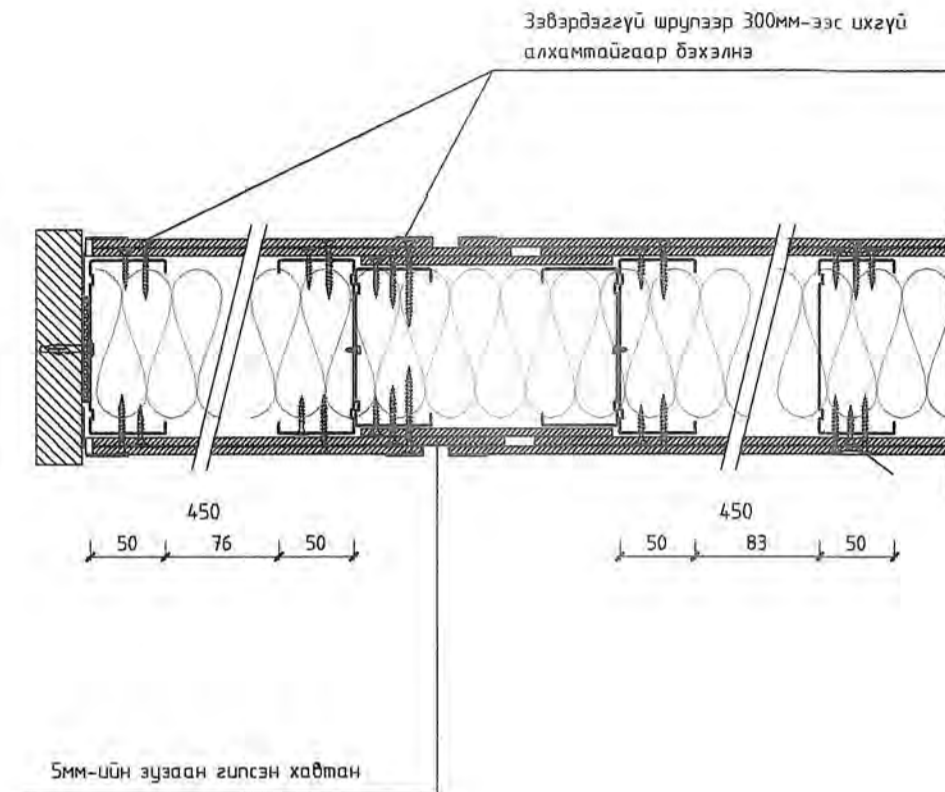 Зэвэрдэггүй шрупээр 300мм-ээс ихгүй
алхамтайгаар бэхэлнэ
450
450
50 76 50
50 83 50
5мм-ийн зузаан гипсэн хавтан